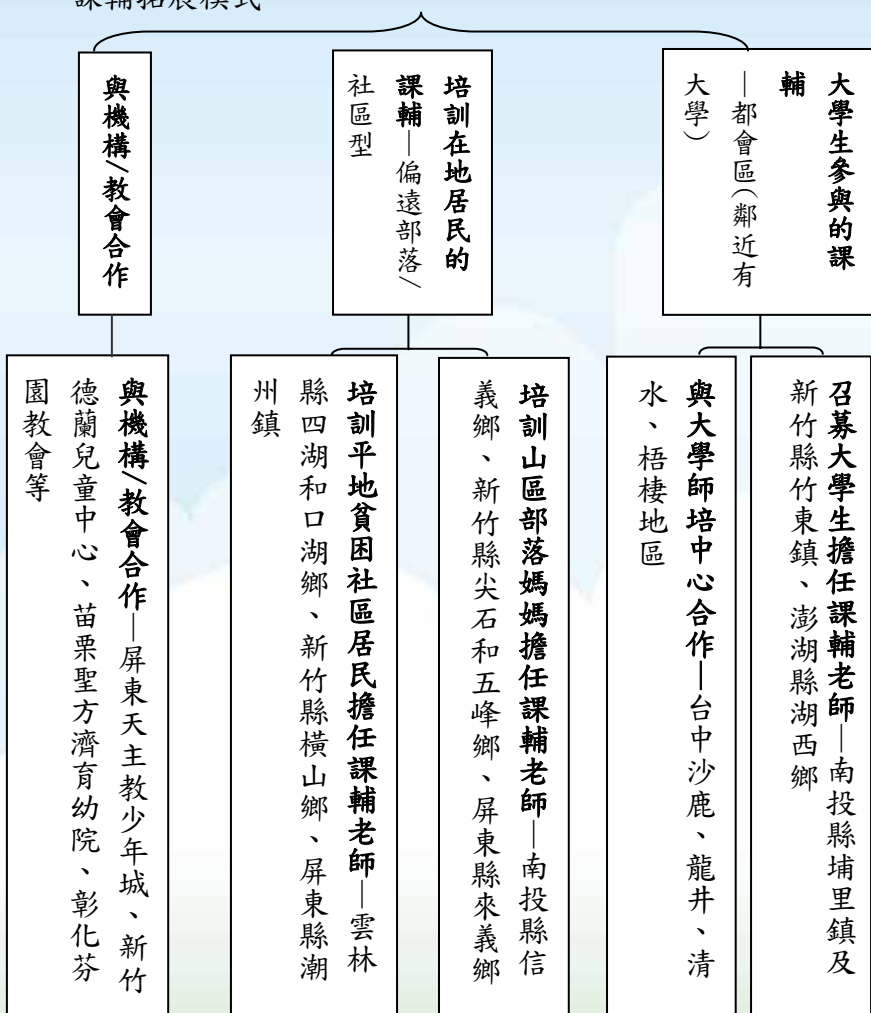 課輔拓展模式
大學生參與的課
輔
—都會區(鄰近有
大學)
培訓在地居民的
課輔—偏遠部落/
社區型
與機構/教會合作
召募大學生擔任課輔老師—南投縣埔里鎮及
新竹縣竹東鎮、澎湖縣湖西鄉
與大學師培中心合作—台中沙鹿、龍井、清
水、梧棲地區
培訓山區部落媽媽擔任課輔老師—南投縣信
義鄉、新竹縣尖石和五峰鄉、屏東縣來義鄉
培訓平地貧困社區居民擔任課輔老師—雲林
縣四湖和口湖鄉、新竹縣橫山鄉、屏東縣潮
州鎮
與機構/教會合作—屏東天主教少年城、新竹
德蘭兒童中心、苗栗聖方濟育幼院、彰化芬
園教會等